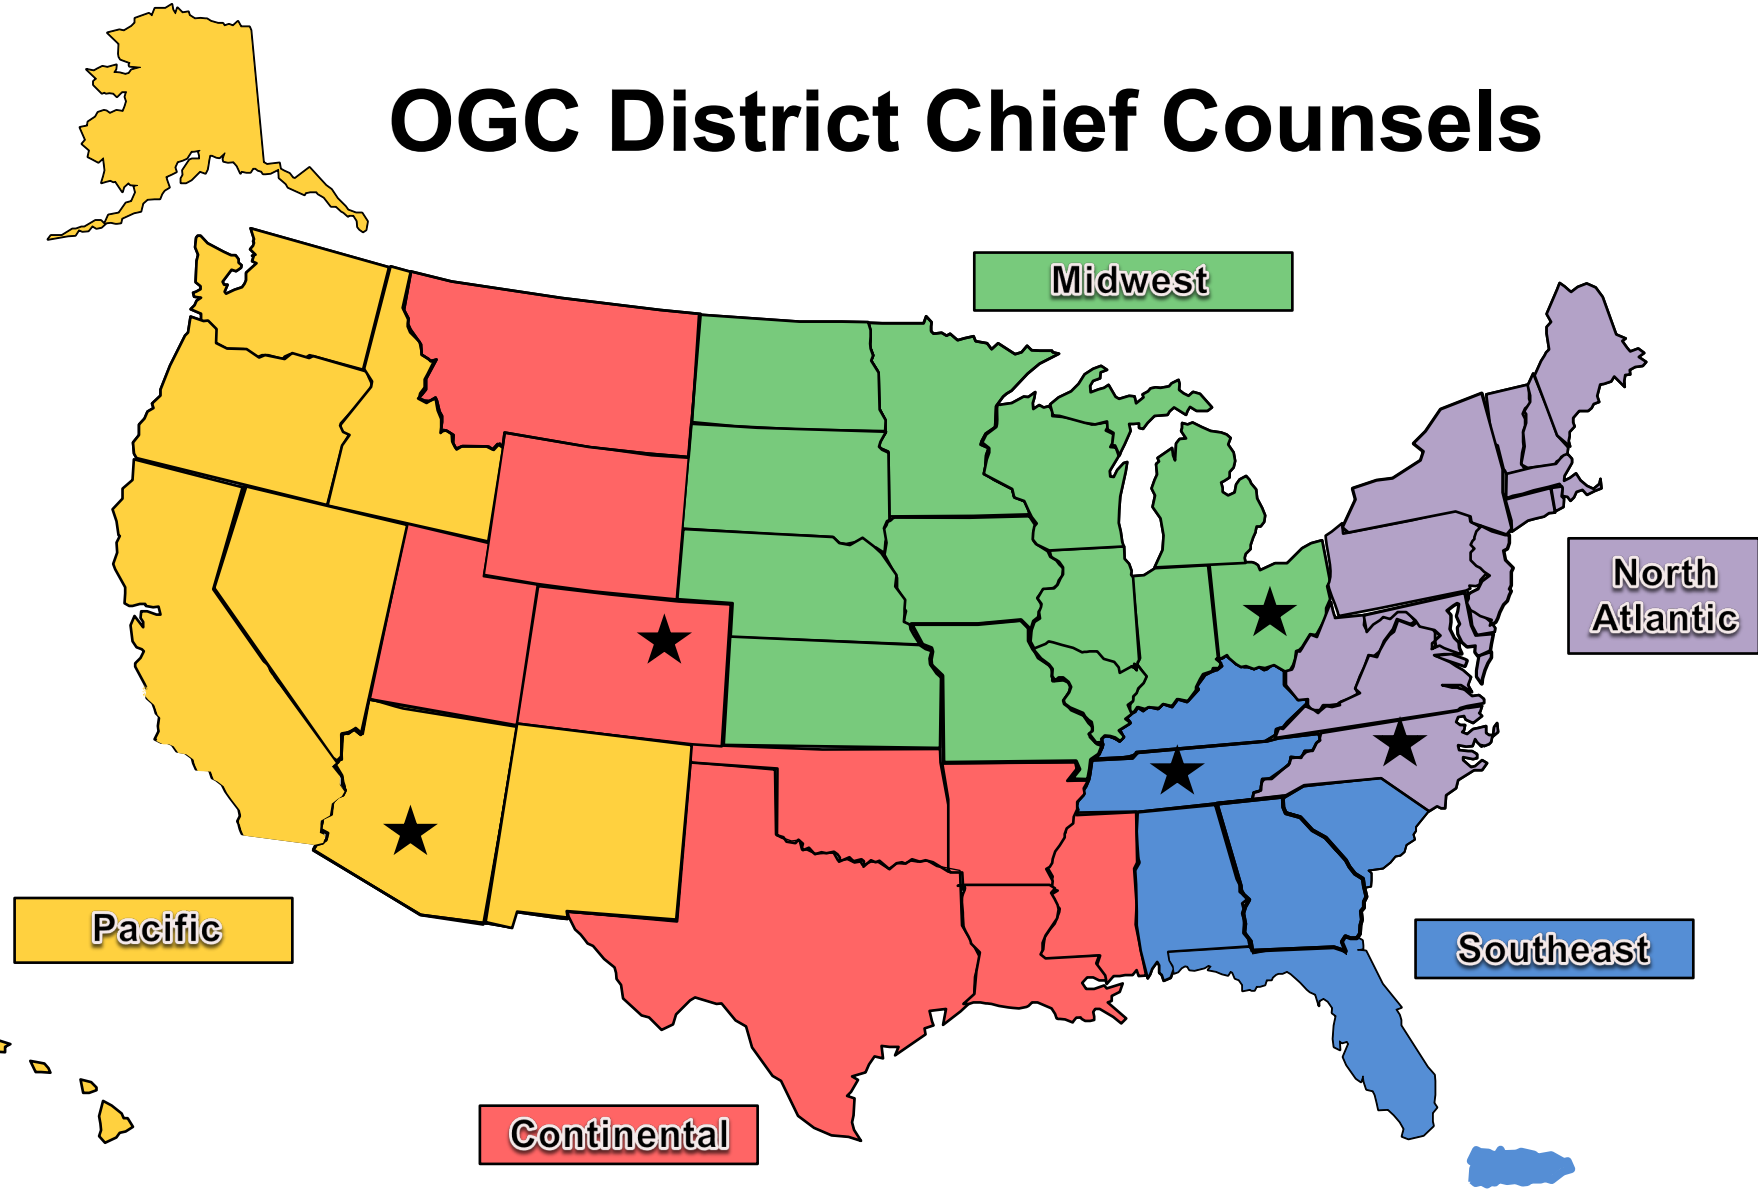 OGC District Chief Counsels
Midwest
North
Atlantic
Pacific
Southeast
Continental